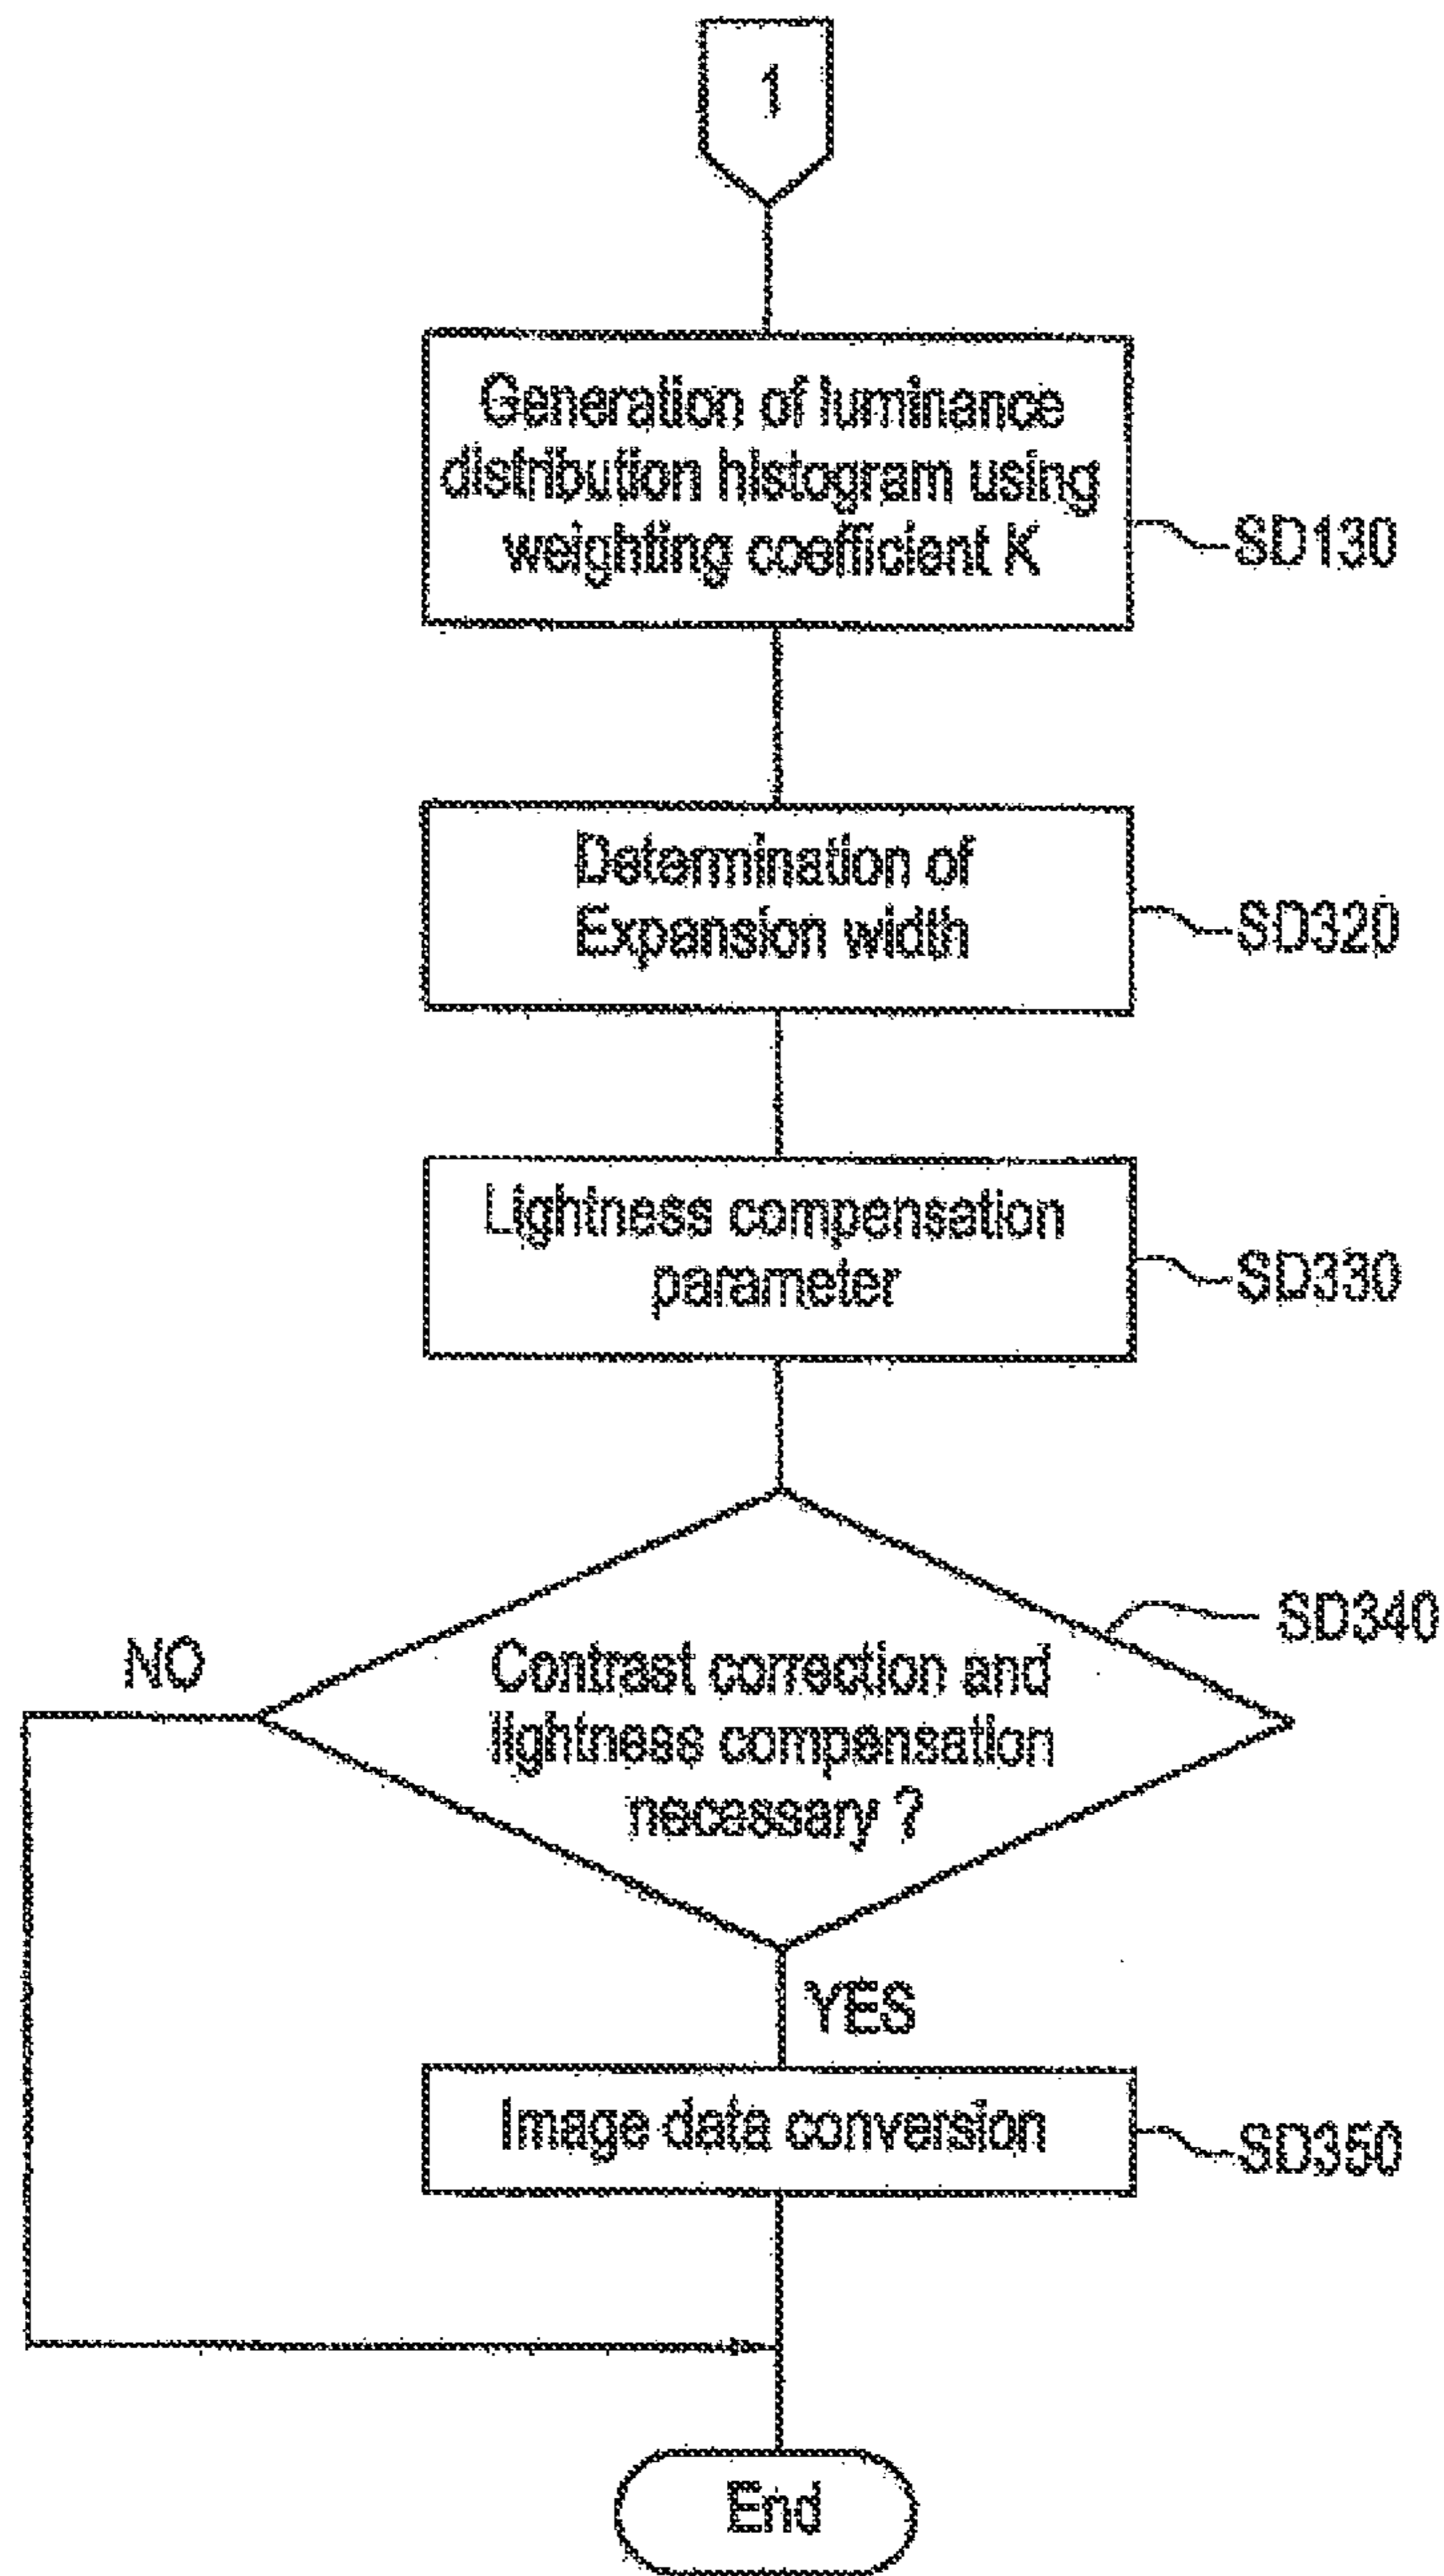 1
Generation of luminance
distribution histogram using
weighting coefficiant K
SD130
Determination of
Expansion width
SD320
Lightness compensation
parameter
SD330
SD340
NO
Contrast correction and
lightness compensation
necessary ?
YES
Image data conversion
SD350
End